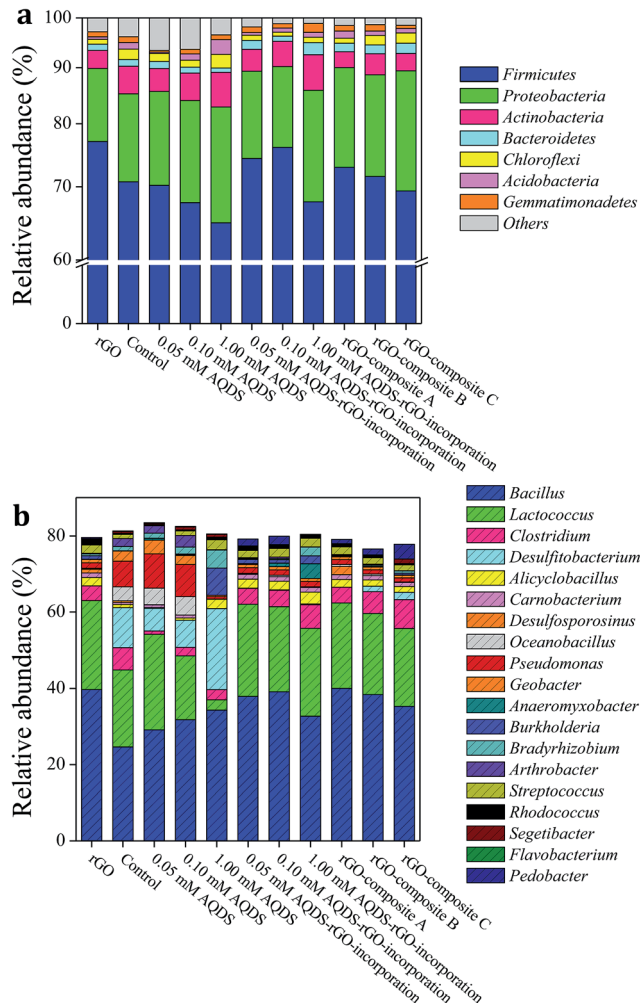 a
Relative abundance (%)
100
90
80
70
60
0
rGO
Control
0.05 mM AQDS
0.10 mM AQDS
1.00 mM AQDS
0.05 mM AQDS-rGO-incorporation
0.10 mM AQDS-rGO-incorporation
1.00 mM AQDS-rGO-incorporation
rGO-composite A
rGO-composite B
rGO-composite C
Firmicutes
Proteobacteria
Actinobacteria
Bacteroidetes
Chloroflexi
Acidobacteria
Gemmatimonadetes
Others
b
Relative abundance (%)
80
60
40
20
0
rGO
Control
0.05 mM AQDS
0.10 mM AQDS
1.00 mM AQDS
0.05 mM AQDS-rGO-incorporation
0.10 mM AQDS-rGO-incorporation
1.00 mM AQDS-rGO-incorporation
rGO-composite A
rGO-composite B
rGO-composite C
Bacillus
Lactococcus
Clostridium
Desulfitobacterium
Alicyclobacillus
Carnobacterium
Desulfosporosinus
Oceanobacillus
Pseudomonas
Geobacter
Anaeromyxobacter
Burkholderia
Bradyrhizobium
Arthrobacter
Streptococcus
Rhodococcus
Segetibacter
Flavobacterium
Pedobacter